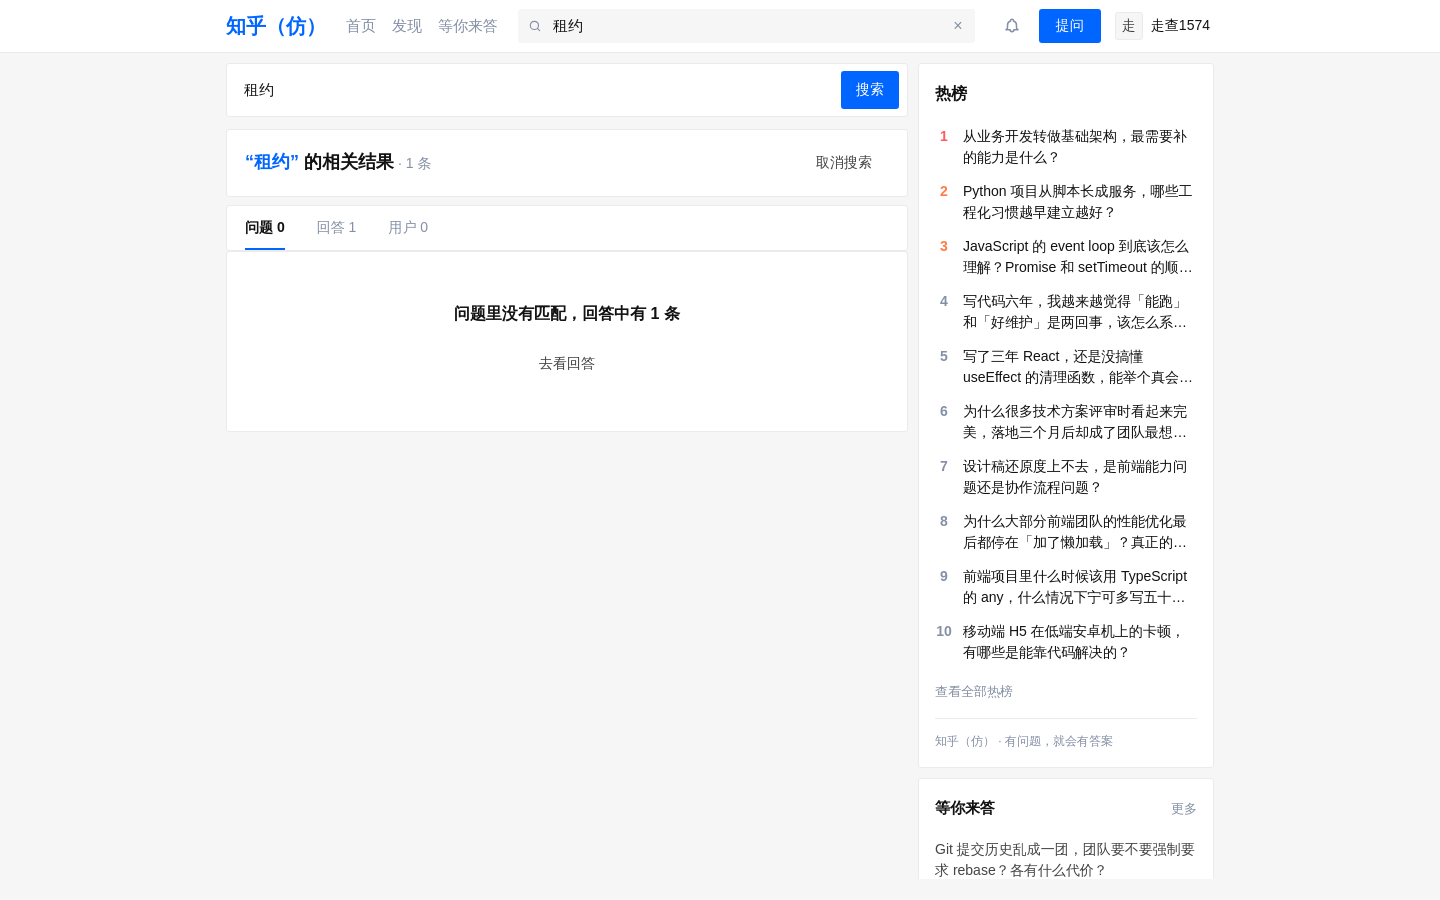 知乎（仿） 首页 发现 等你来答 租约 × 提问 走 走查1574
租约 搜索
“租约” 的相关结果 · 1 条 取消搜索
问题 0 回答 1 用户 0
问题里没有匹配，回答中有 1 条
去看回答
热榜
1 从业务开发转做基础架构，最需要补
的能力是什么？
2 Python 项目从脚本长成服务，哪些工
程化习惯越早建立越好？
3 JavaScript 的 event loop 到底该怎么
理解？Promise 和 setTimeout 的顺…
4 写代码六年，我越来越觉得「能跑」
和「好维护」是两回事，该怎么系…
5 写了三年 React，还是没搞懂
useEffect 的清理函数，能举个真会…
6 为什么很多技术方案评审时看起来完
美，落地三个月后却成了团队最想…
7 设计稿还原度上不去，是前端能力问
题还是协作流程问题？
8 为什么大部分前端团队的性能优化最
后都停在「加了懒加载」？真正的…
9 前端项目里什么时候该用 TypeScript
的 any，什么情况下宁可多写五十…
10 移动端 H5 在低端安卓机上的卡顿，
有哪些是能靠代码解决的？
查看全部热榜
知乎（仿） · 有问题，就会有答案
等你来答 更多
Git 提交历史乱成一团，团队要不要强制要
求 rebase？各有什么代价？